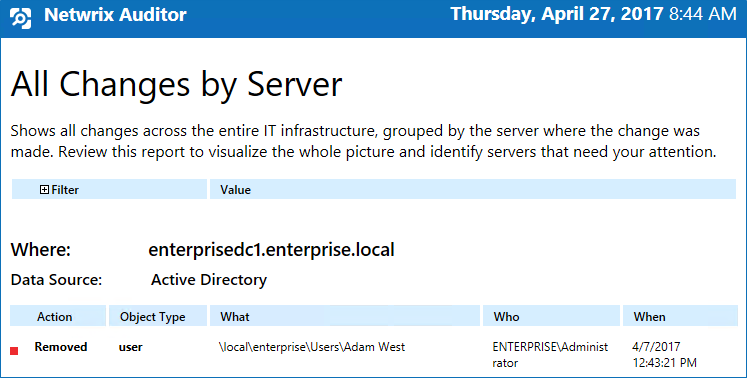 Netwrix Auditor Thursday, April 27, 2017 8:44 AM
All Changes by Server
Shows all changes across the entire IT infrastructure, grouped by the server where the change was
made. Review this report to visualize the whole picture and identify servers that need your attention.
Filter Value
Where: enterprisedc1.enterprise.local
Data Source: Active Directory
Action Object Type What Who When
Removed user \local\enterprise\Users\Adam West ENTERPRISE\Administ 4/7/2017
rator 12:43:21 PM